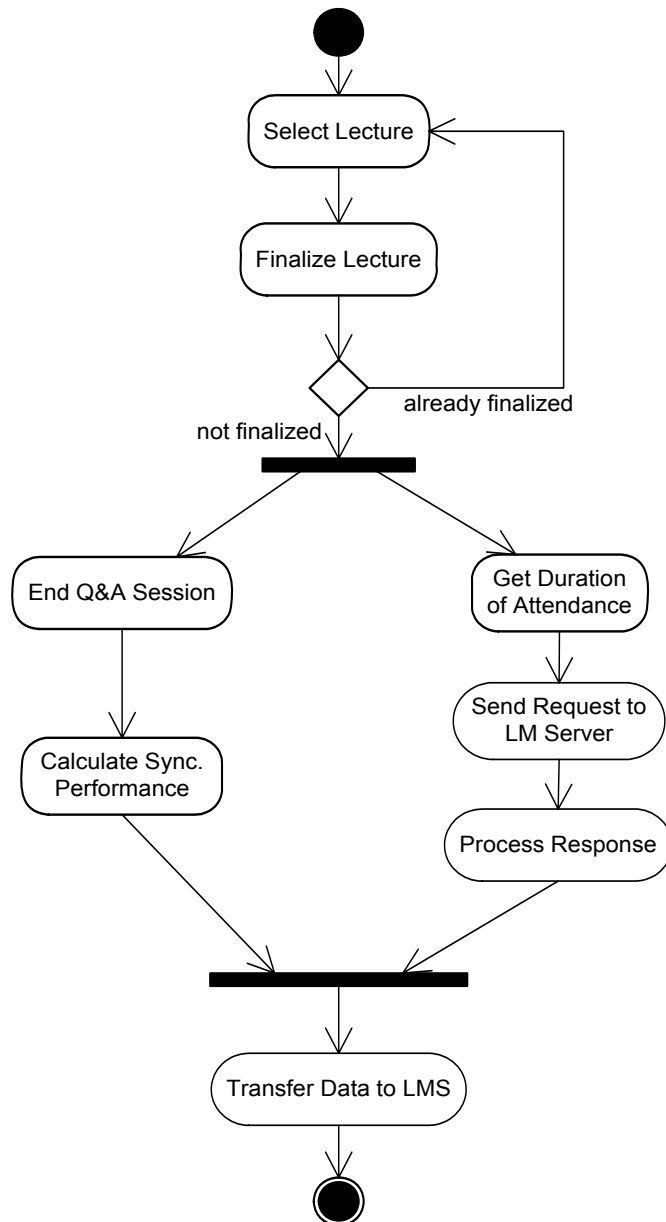 Select Lecture
Finalize Lecture
already finalized
not finalized
End Q&A Session
Get Duration
of Attendance
Send Request to
LM Server
Calculate Sync.
Performance
Process Response
Transfer Data to LMS